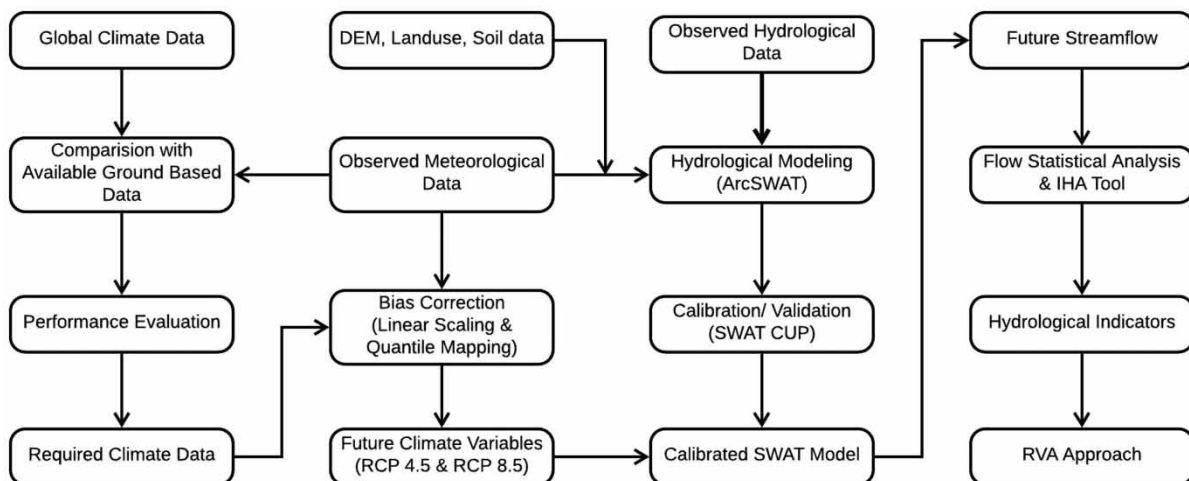 Global Climate Data
DEM, Landuse, Soil data
Observed Hydrological
Data
Future Streamflow
Comparision with
Available Ground Based
Data
Observed Meteorological
Data
Hydrological Modeling
(ArcSWAT)
Flow Statistical Analysis
& IHA Tool
Performance Evaluation
Bias Correction
(Linear Scaling &
Quantile Mapping)
Calibration/ Validation
(SWAT CUP)
Hydrological Indicators
Required Climate Data
Future Climate Variables
(RCP 4.5 & RCP 8.5)
Calibrated SWAT Model
RVA Approach